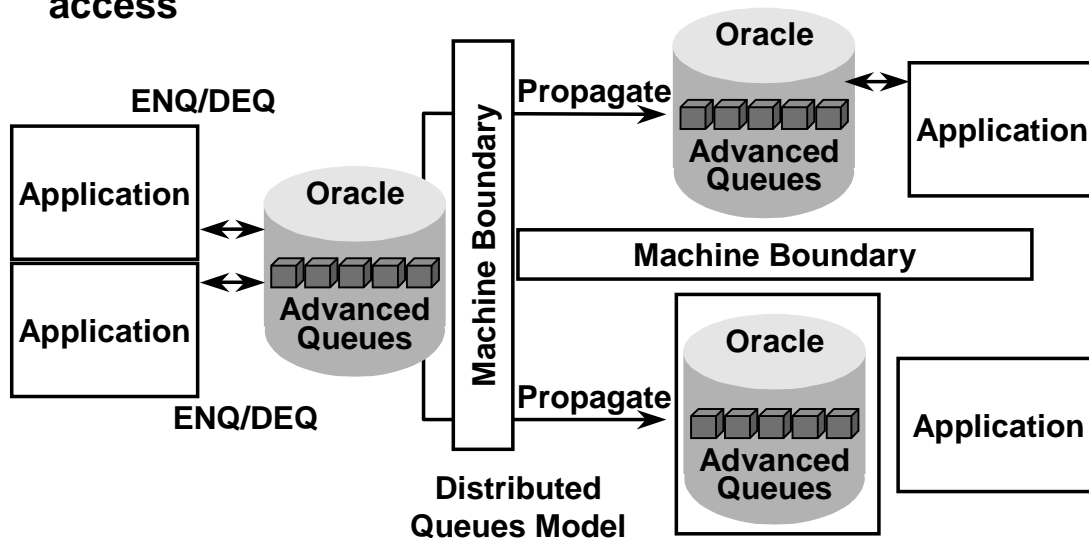 access
ENQ/DEQ
Application
Application
ENQ/DEQ
Oracle
Advanced
Queues
Machine Boundary
Propagate
Oracle
Advanced
Queues
Application
Machine Boundary
Propagate
Oracle
Advanced
Queues
Application
Distributed
Queues Model